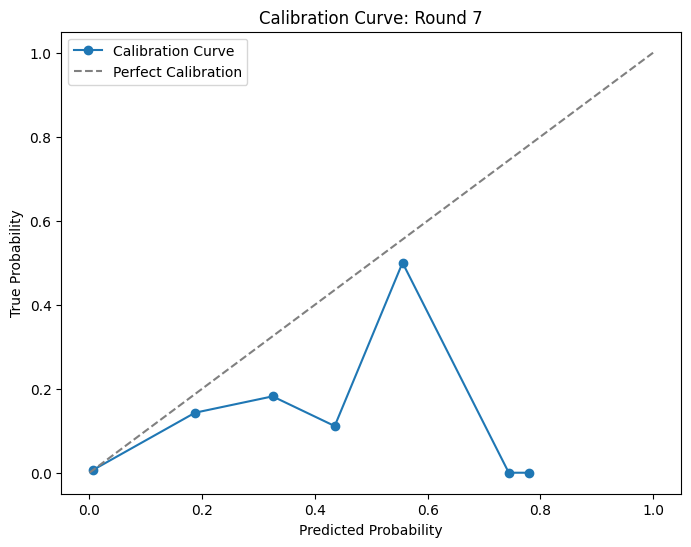 Calibration Curve: Round 7
Calibration Curve
Perfect Calibration
1.0
0.8
0.6
0.4
0.2
0.0
True Probability
0.0 0.2 0.4 0.6 0.8 1.0
Predicted Probability